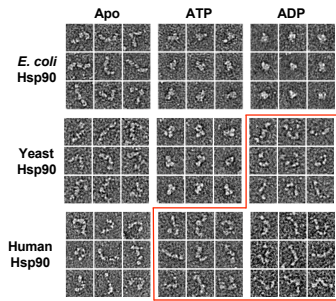 Apo ATP ADP
E. coli
Hsp90
Yeast
Hsp90
Human
Hsp90